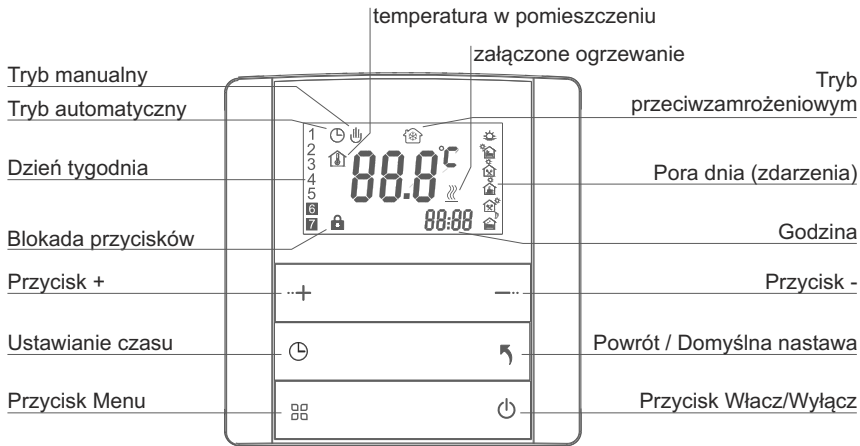 temperatura w pomieszczeniu
załączone ogrzewanie
Tryb manualny
Tryb
przeciwzamrożeniowym
Tryb automatyczny
Dzień tygodnia
Pora dnia (zdarzenia)
Blokada przycisków
Godzina
1
2
3
4
5
6
7
88.8°C
88:88
Przycisk +
Przycisk -
Ustawianie czasu
Powrót / Domyślna nastawa
Przycisk Menu
Przycisk Włacz/Wyłącz